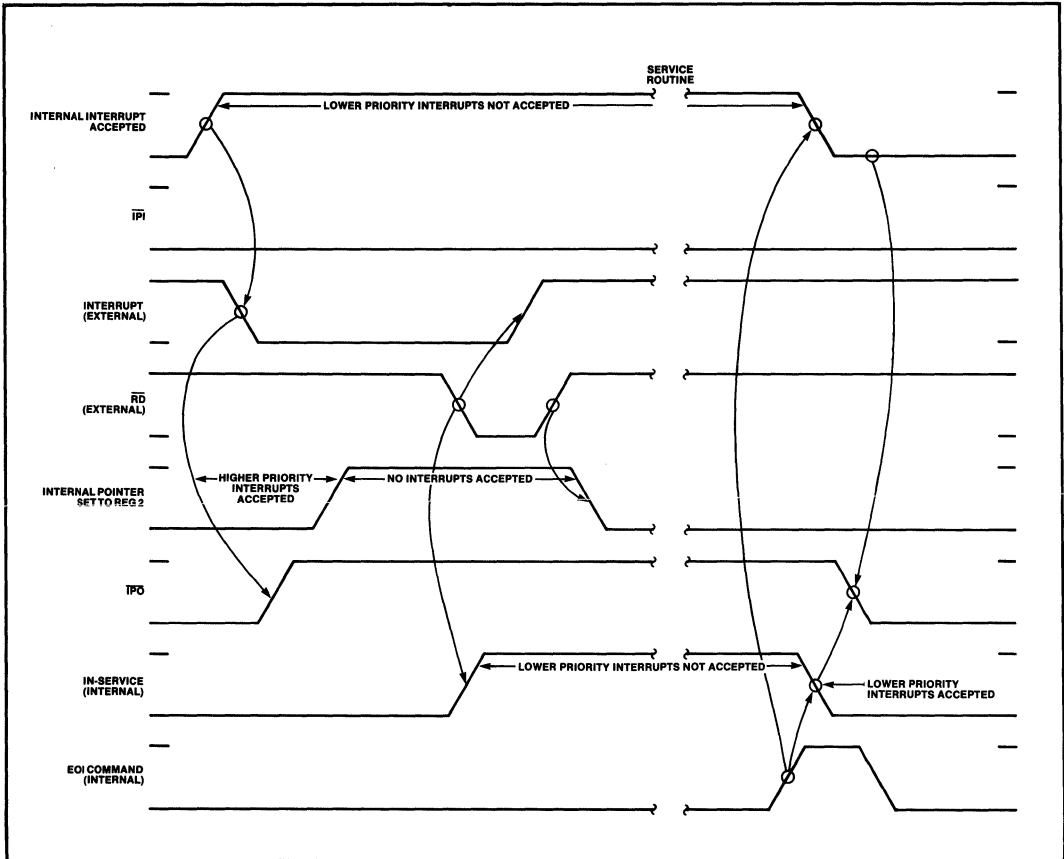 SERVICE
ROUTINE
INTERNAL INTERRUPT
ACCEPTED
LOWER PRIORITY INTERRUPTS NOT ACCEPTED
IPI
INTERRUPT
(EXTERNAL)
RD
(EXTERNAL)
INTERNAL POINTER
SET TO REG 2
HIGHER PRIORITY
INTERRUPTS
ACCEPTED
NO INTERRUPTS ACCEPTED
IPO
IN-SERVICE
(INTERNAL)
LOWER PRIORITY INTERRUPTS NOT ACCEPTED
LOWER PRIORITY
INTERRUPTS ACCEPTED
EOI COMMAND
(INTERNAL)